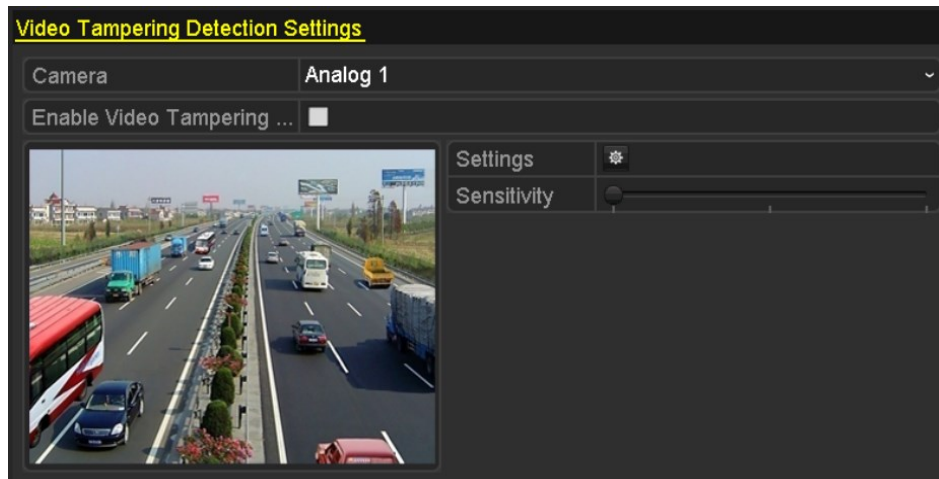 Video Tampering Detection Settings
Camera Analog 1
Enable Video Tampering ...
Settings
Sensitivity